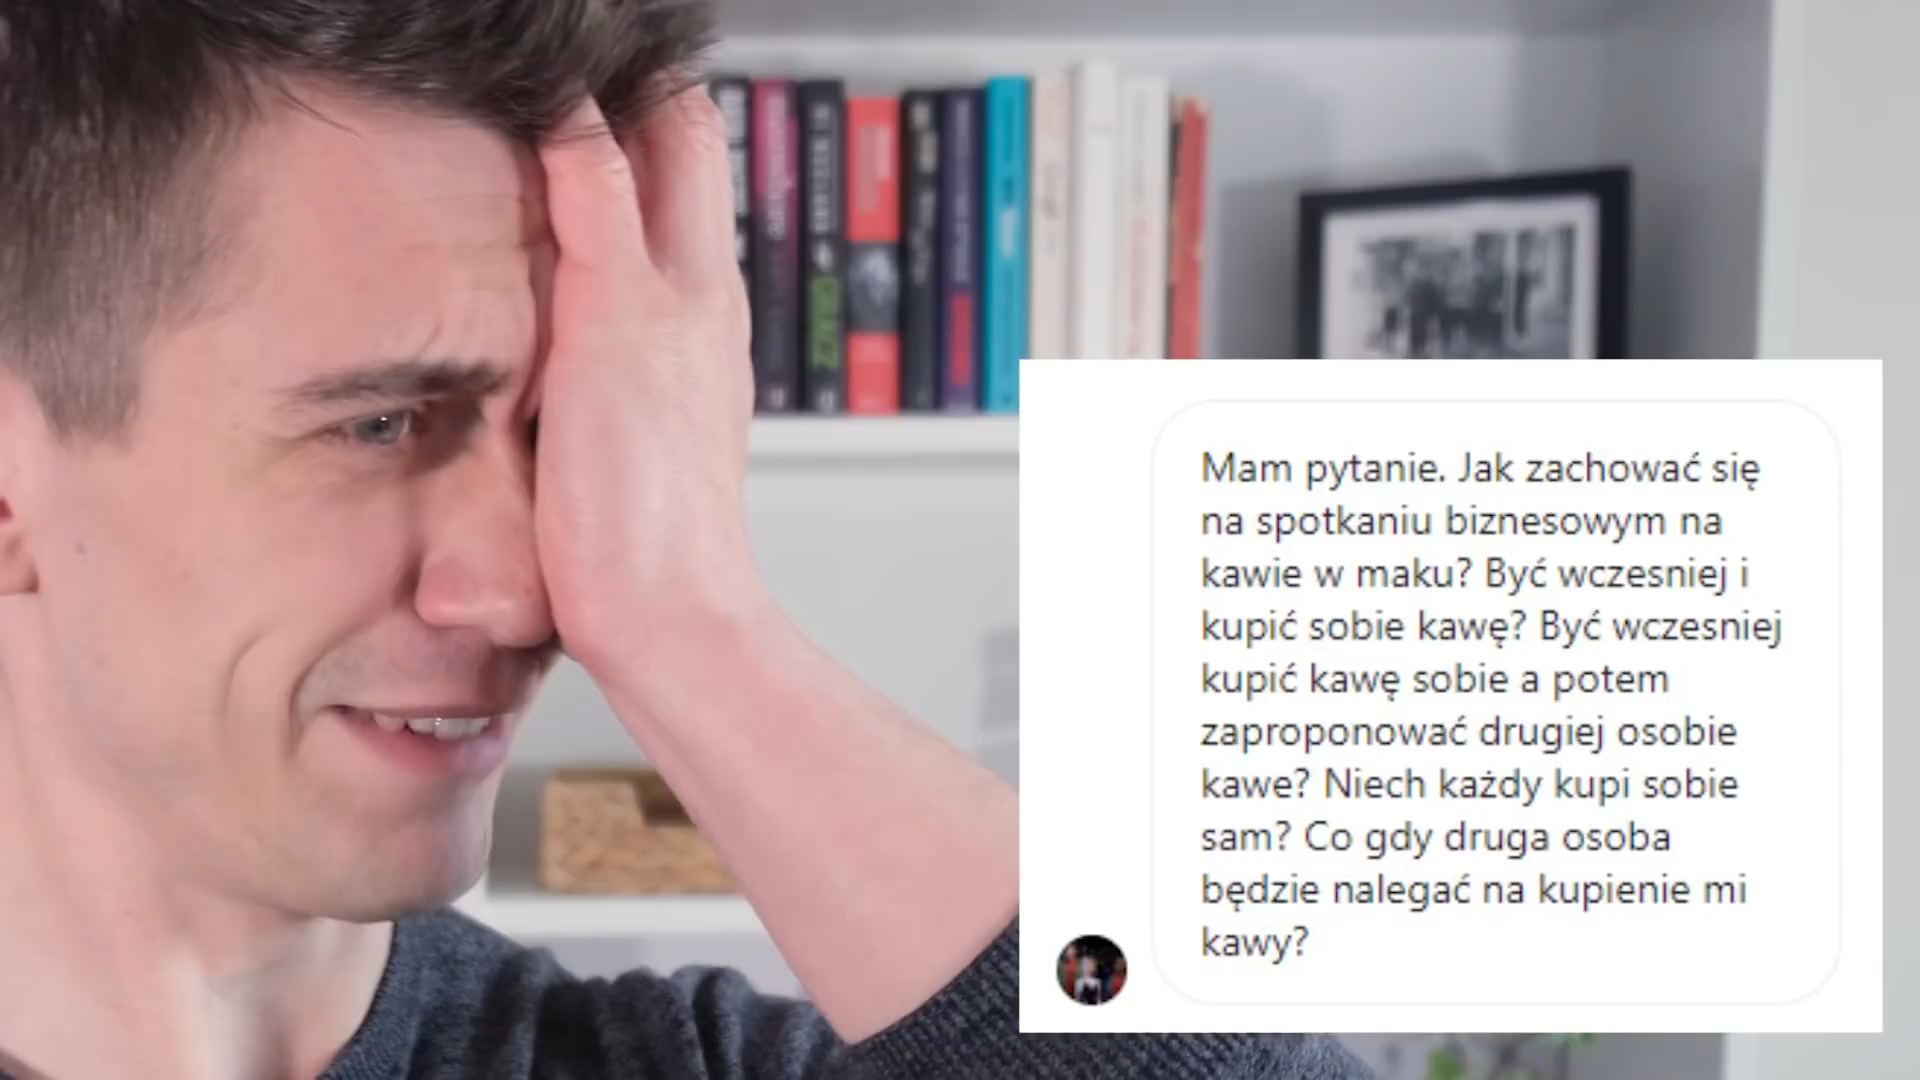 Mam pytanie. Jak zachować się
na spotkaniu biznesowym na
kawie w maku? Być wczesniej i
kupić sobie kawę? Być wczesniej
kupić kawę sobie a potem
zaproponować drugiej osobie
kawe? Niech każdy kupi sobie
sam? Co gdy druga osoba
będzie nalegać na kupienie mi
kawy?